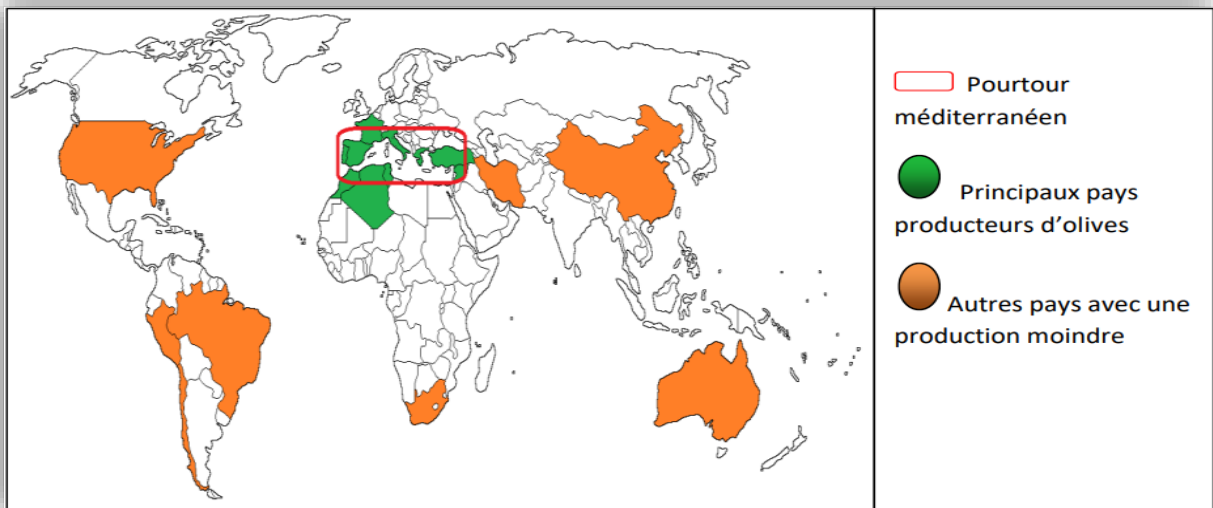 Pourtour
méditerranéen
Principaux pays
producteurs d’olives
Autres pays avec une
production moindre